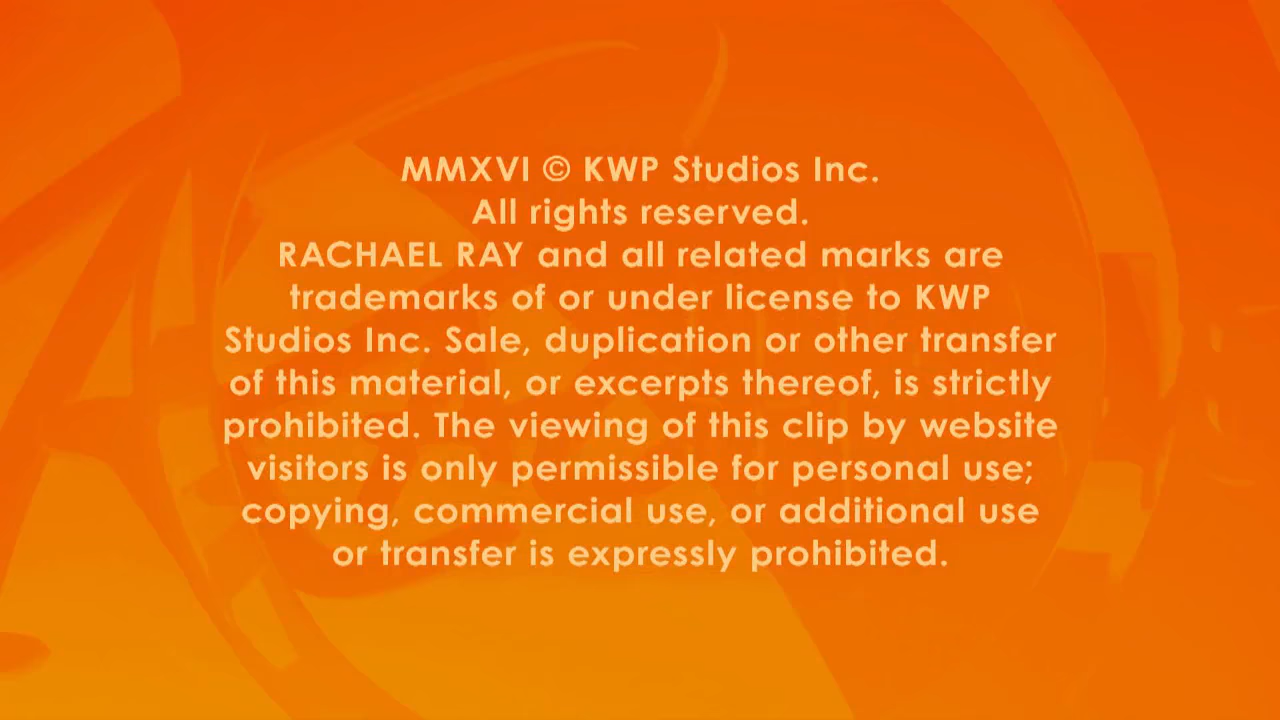 MMXVI © KWP Studios Inc.
All rights reserved.
RACHAEL RAY and all related marks are
trademarks of or under license to KWP
Studios Inc. Sale, duplication or other transfer
of this material, or excerpts thereof, is strictly
prohibited. The viewing of this clip by website
visitors is only permissible for personal use;
copying, commercial use, or additional use
or transfer is expressly prohibited.